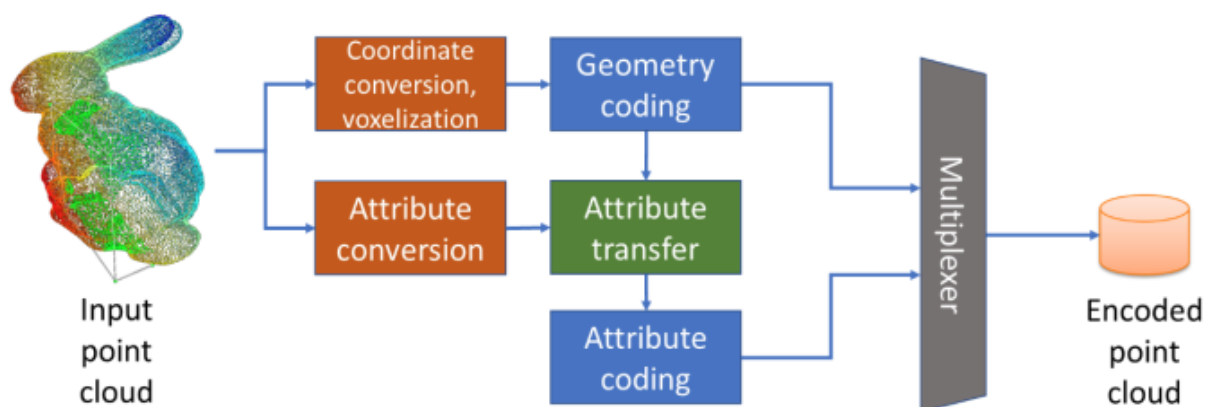 Input
point
cloud
Coordinate
conversion,
voxelization
Attribute
conversion
Geometry
coding
Attribute
transfer
Attribute
coding
Multiplexer
Encoded
point
cloud